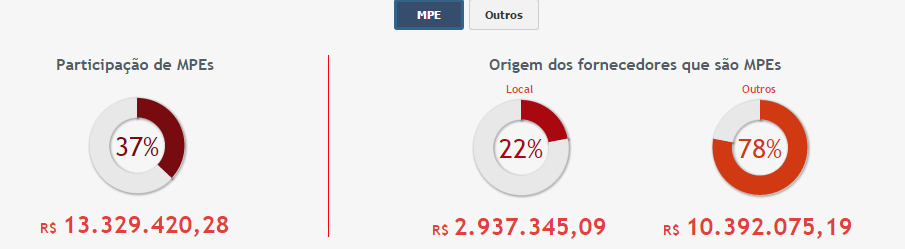 MPE
Outros
Participação de MPEs
Origem dos fornecedores que são MPEs
Local
Outros
37%
22%
78%
R$ 13.329.420,28
R$ 2.937.345,09
R$ 10.392.075,19